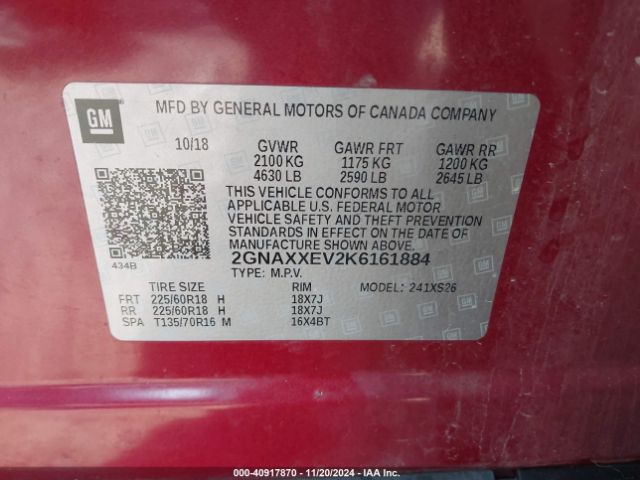 GM
MFD BY GENERAL MOTORS OF CANADA COMPANY
10/18 GVWR GAWR FRT GAWR RR
2100 KG 1175 KG 1200 KG
4630 LB 2590 LB 2645 LB
THIS VEHICLE CONFORMS TO ALL
APPLICABLE U.S. FEDERAL MOTOR
VEHICLE SAFETY AND THEFT PREVENTION
STANDARDS IN EFFECT ON THE DATE OF
MANUFACTURE SHOWN ABOVE.
434B 2GNAXXEV2K6161884
TYPE: M.P.V. MODEL: 241XS26
TIRE SIZE RIM
FRT 225/60R18 H 18X7J
RR 225/60R18 H 18X7J
SPA T135/70R16 M 16X4BT
000-40917870 - 11/20/2024 - IAA Inc.